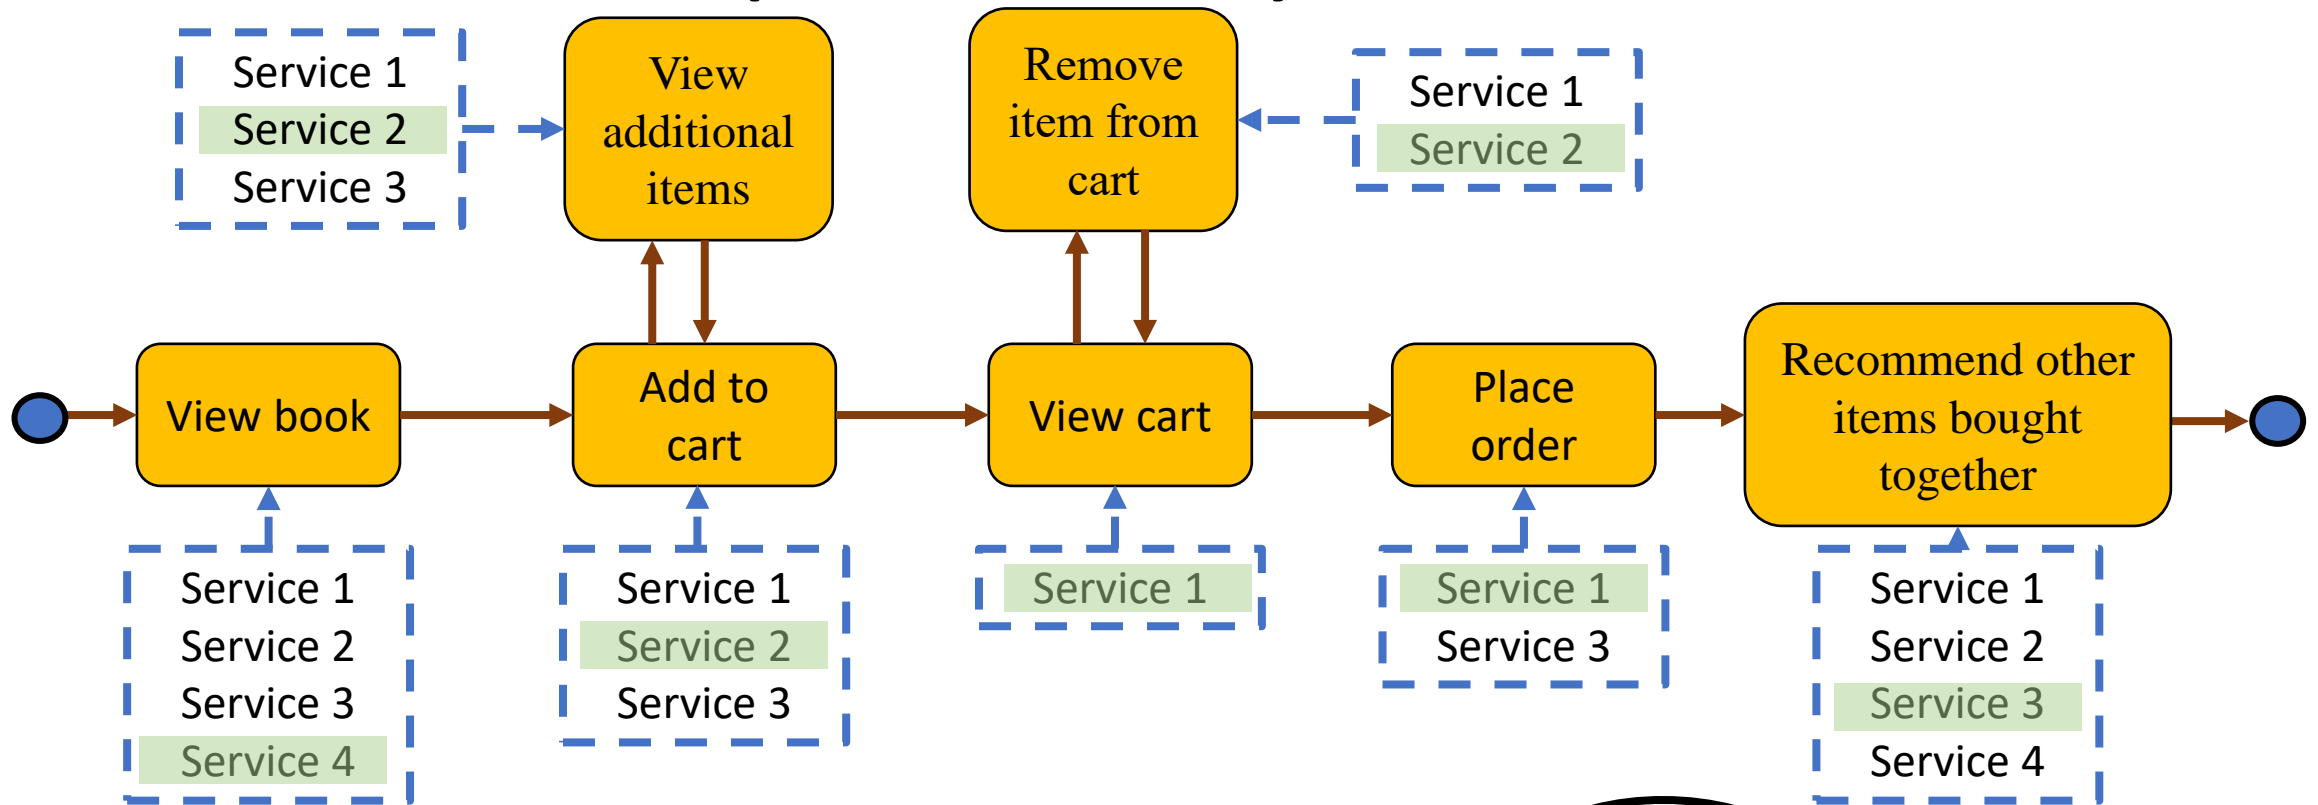 Service 1
Service 2
Service 3
View
additional
items
Remove
item from
cart
Service 1
Service 2
View book
Add to
cart
View cart
Place
order
Recommend other
items bought
together
Service 1
Service 2
Service 3
Service 4
Service 1
Service 2
Service 3
Service 1
Service 1
Service 3
Service 1
Service 2
Service 3
Service 4